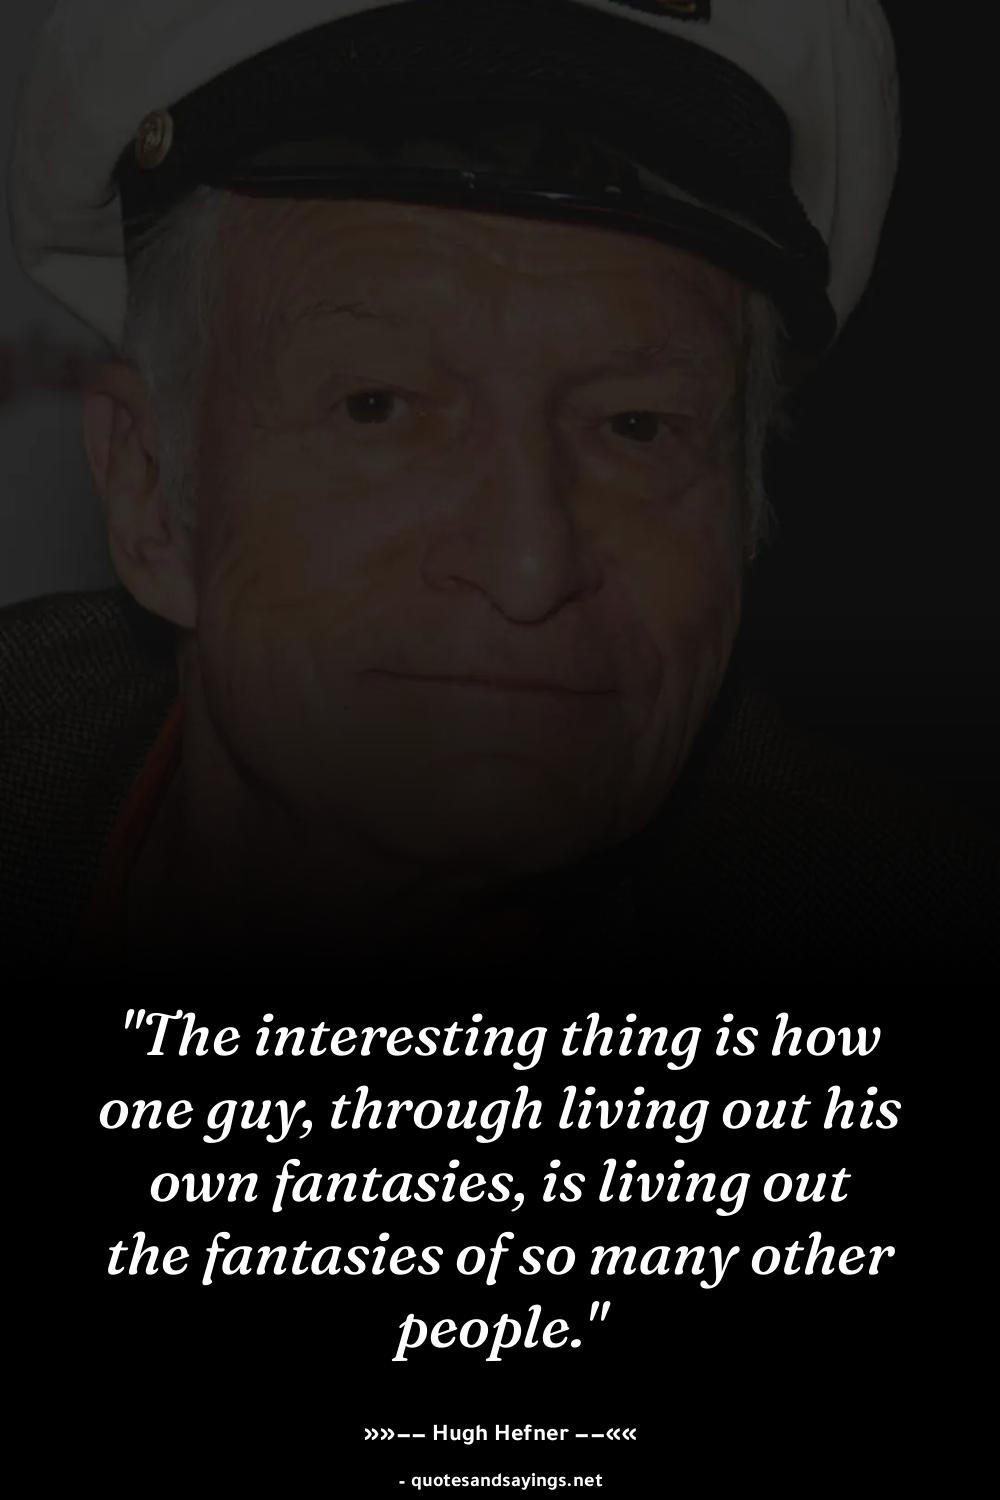 "The interesting thing is how
one guy, through living out his
own fantasies, is living out
the fantasies of so many other
people."
»»–– Hugh Hefner ––««
- quotesandsayings.net